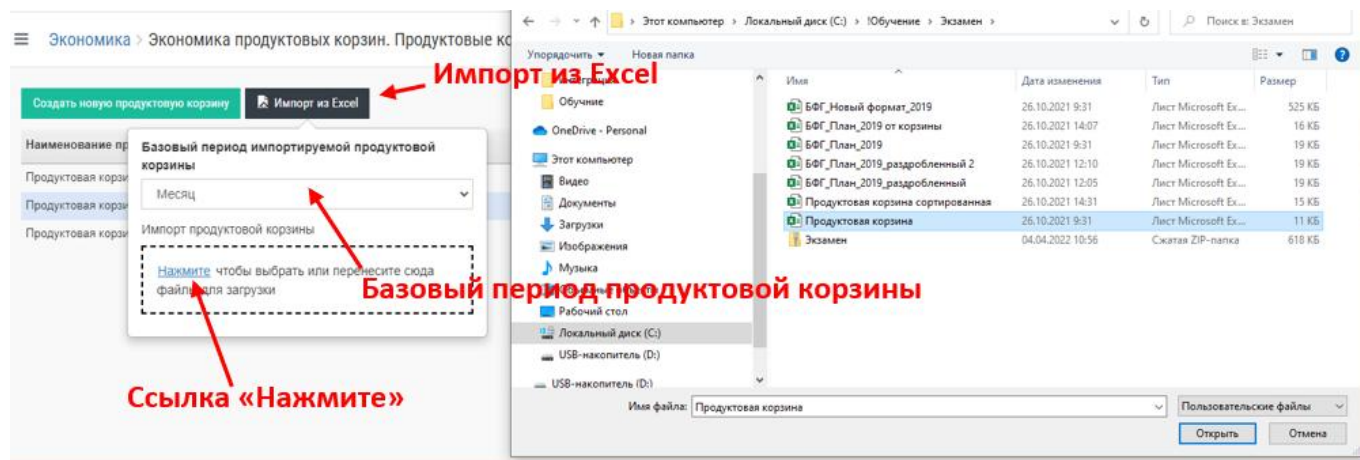 Экономика > Экономика продуктовых корзин. Продуктовые ко
Создать новую продуктовую корзину
Импорт из Excel
Импорт из Excel
Наименование пр
Продуктовая корзи
Продуктовая корзи
Продуктовая корзи
Базовый период импортируемой продуктовой
корзины
Месяц
Импорт продуктовой корзины
Нажмите чтобы выбрать или перенесите сюда
файлы для загрузки
Базовый период продуктовой корзины
Ссылка «Нажмите»
Этот компьютер > Локальный диск (C:) > !Обучение > Экзамен >
Поиск в: Экзамен
Упорядочить Новая папка
Обучние
OneDrive - Personal
Этот компьютер
Видео
Документы
Загрузки
Изображения
Музыка
Рабочий стол
Локальный диск (C:)
USB-накопитель (D:)
USB-накопитель (D:)
Имя Дата изменения Тип Размер
БФГ_Новый формат_2019 26.10.2021 9:31 Лист Microsoft Ex... 525 КБ
БФГ_План_2019 от корзины 26.10.2021 14:07 Лист Microsoft Ex... 16 КБ
БФГ_План_2019 26.10.2021 9:31 Лист Microsoft Ex... 19 КБ
БФГ_План_2019_раздробленный 2 26.10.2021 12:10 Лист Microsoft Ex... 19 КБ
БФГ_План_2019_раздробленный 26.10.2021 12:05 Лист Microsoft Ex... 19 КБ
Продуктовая корзина сортированная 26.10.2021 14:31 Лист Microsoft Ex... 15 КБ
Продуктовая корзина 26.10.2021 9:31 Лист Microsoft Ex... 11 КБ
Экзамен 04.04.2022 10:56 Сжатая ZIP-папка 618 КБ
Имя файла: Продуктовая корзина
Пользовательские файлы
Открыть Отмена